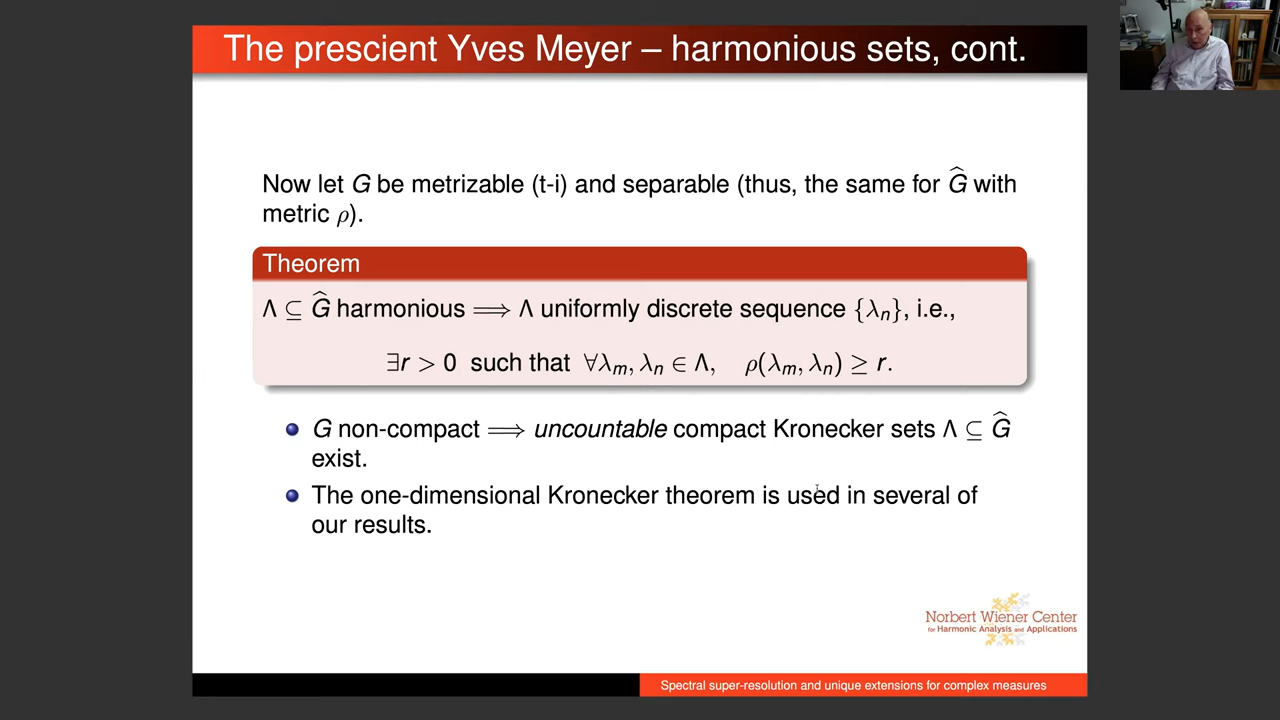 The prescient Yves Meyer – harmonious sets, cont.
Now let G be metrizable (t-i) and separable (thus, the same for Ĝ with
metric ρ).
Theorem
Λ ⊆ Ĝ harmonious ⟹ Λ uniformly discrete sequence {λₙ}, i.e.,
∃r > 0 such that ∀λₘ, λₙ ∈ Λ, ρ(λₘ, λₙ) ≥ r.
G non-compact ⟹ uncountable compact Kronecker sets Λ ⊆ Ĝ
exist.
The one-dimensional Kronecker theorem is used in several of
our results.
Norbert Wiener Center
for Harmonic Analysis and Applications
Spectral super-resolution and unique extensions for complex measures